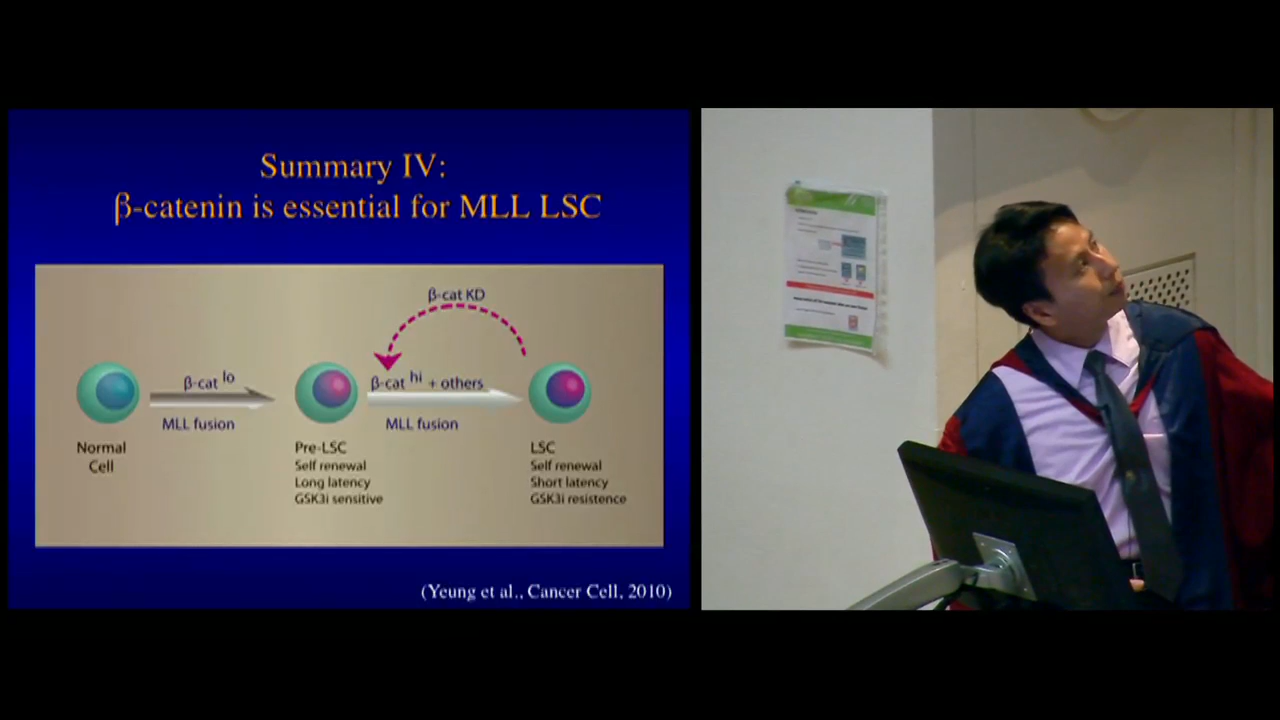 Summary IV:
β-catenin is essential for MLL LSC
β-cat KD
β-cat lo
β-cat hi + others
MLL fusion
MLL fusion
Normal
Cell
Pre-LSC
Self renewal
Long latency
GSK3i sensitive
LSC
Self renewal
Short latency
GSK3i resistence
(Yeung et al., Cancer Cell, 2010)